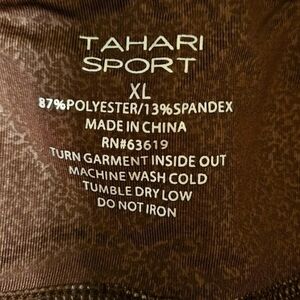 TAHARI
SPORT
XL
87%POLYESTER/13%SPANDEX
MADE IN CHINA
RN#63619
TURN GARMENT INSIDE OUT
MACHINE WASH COLD
TUMBLE DRY LOW
DO NOT IRON